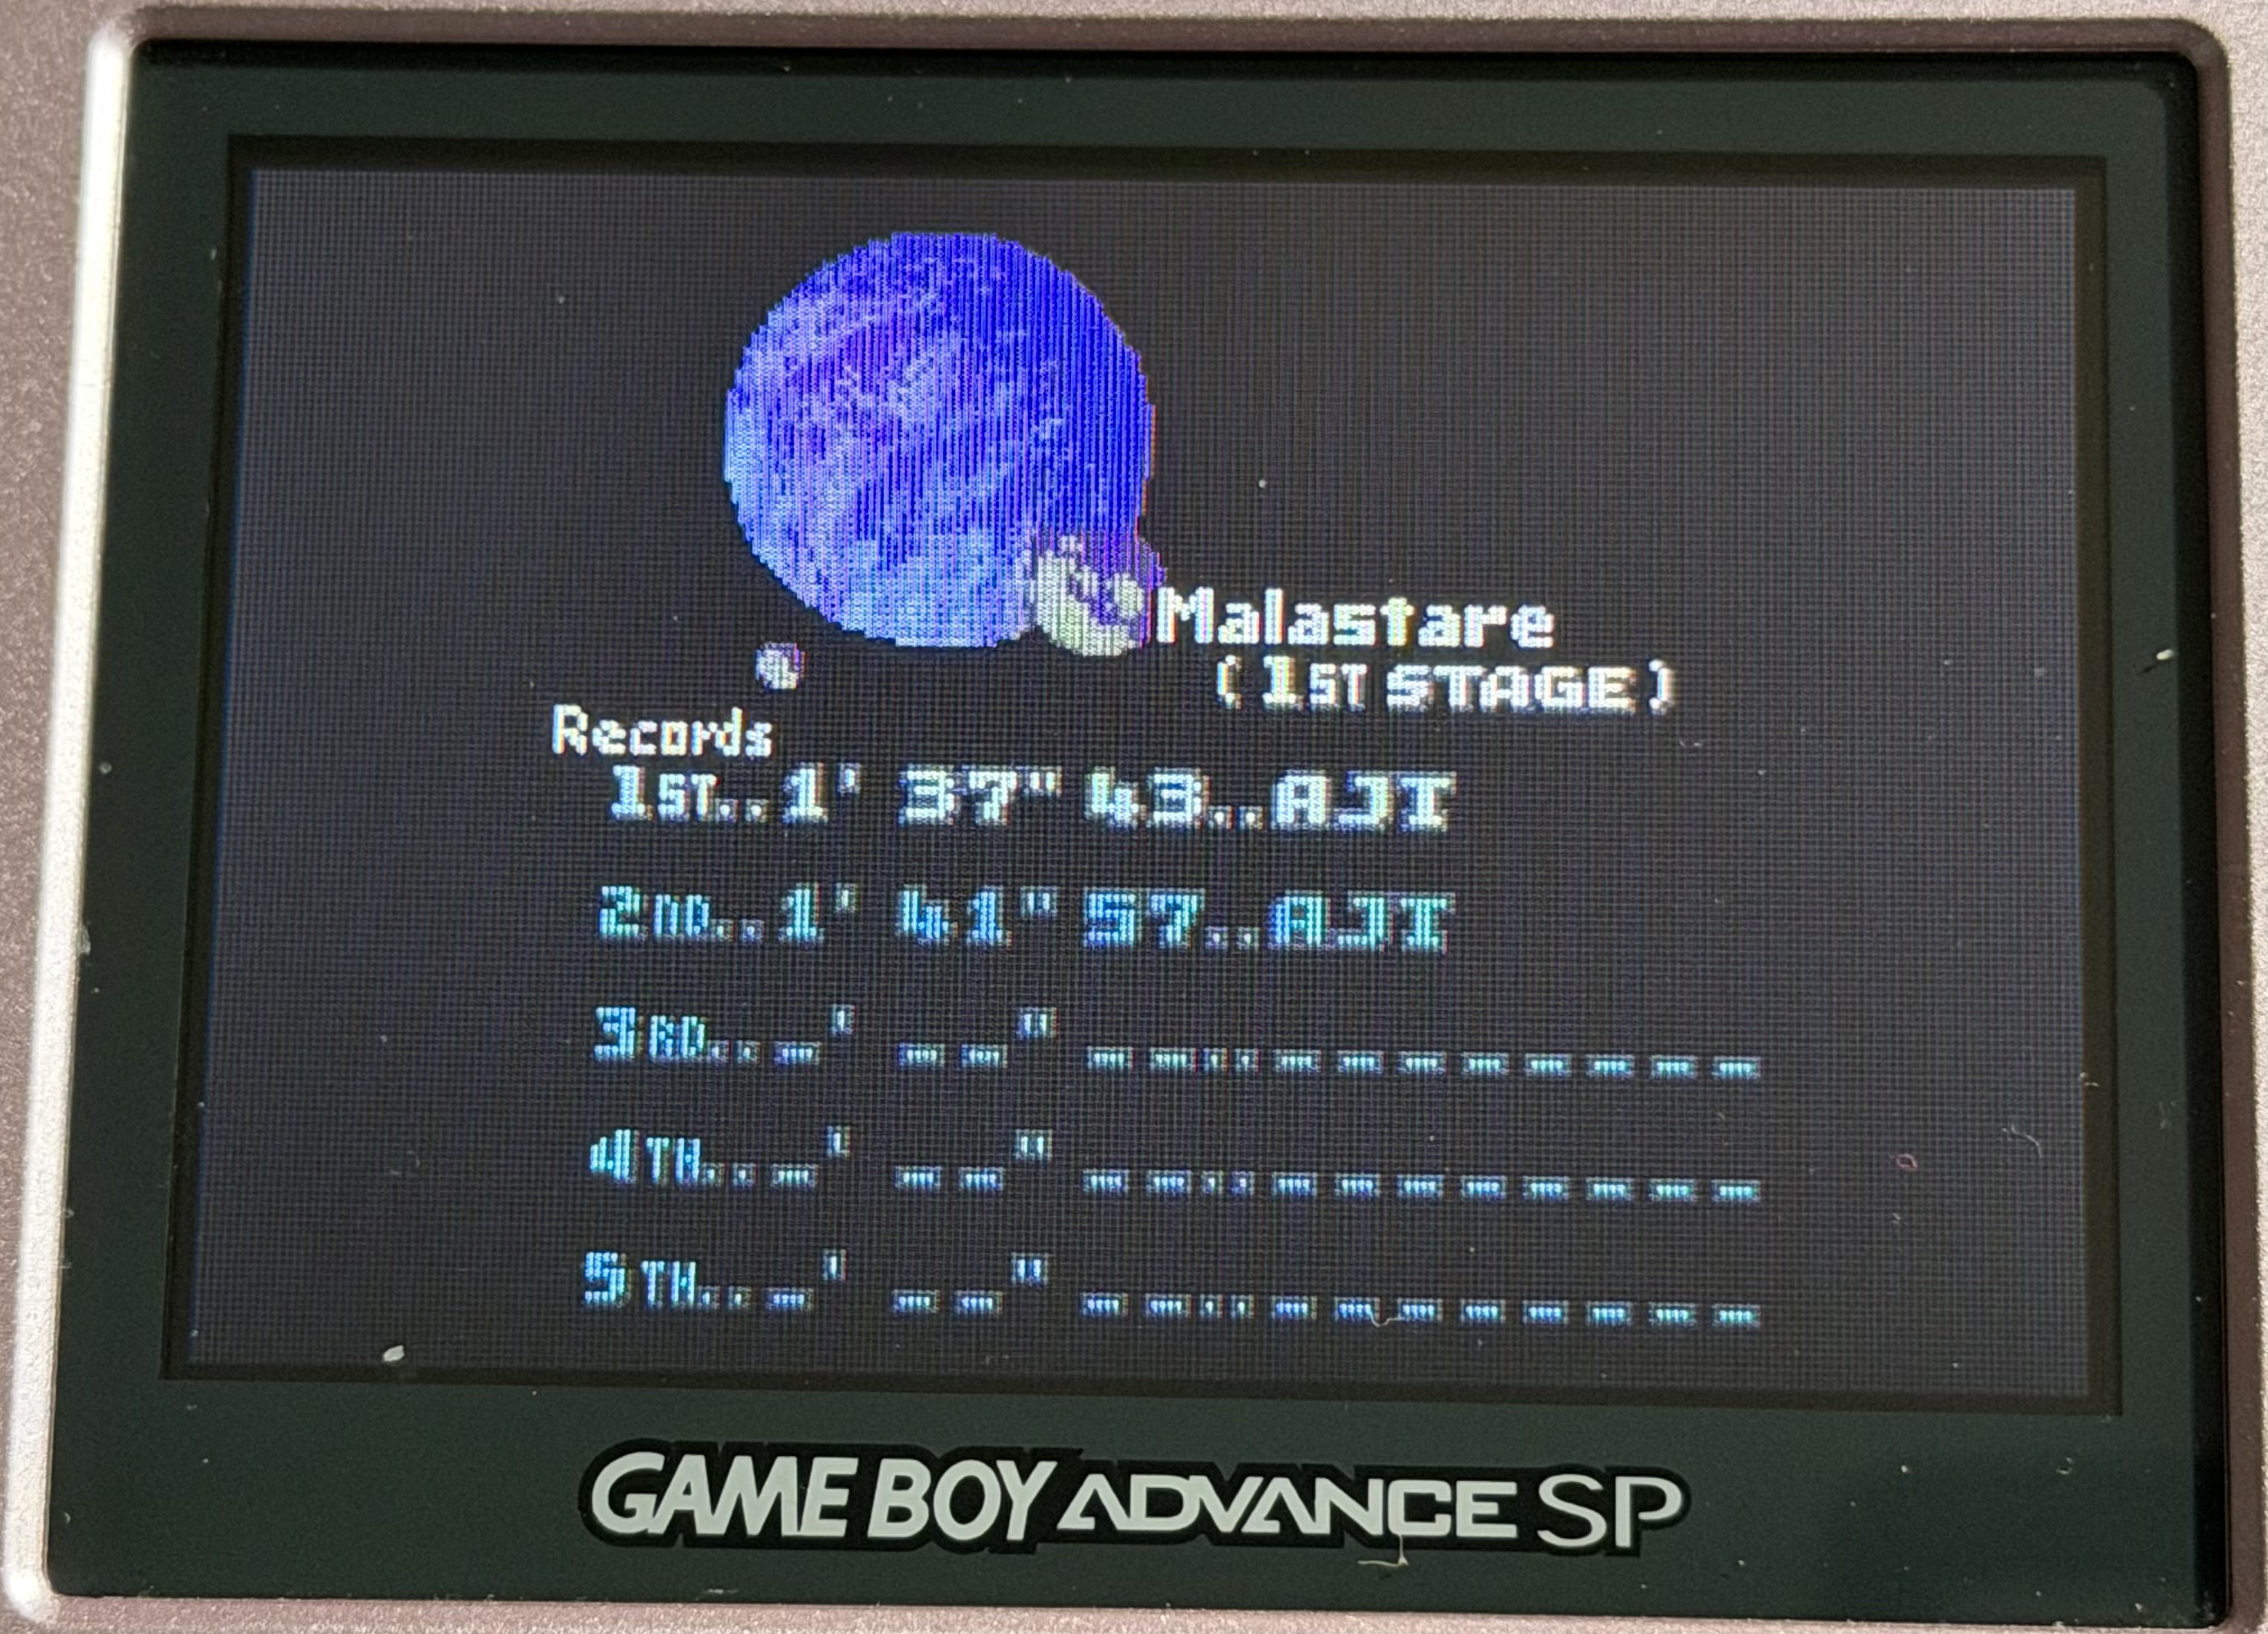 Malastare
(1ST STAGE)
Records
1ST..1' 37" 43..AJI
2ND..1' 41" 57..AJI
3RD.._' _ _" _ _.._ _ _ _ _ _ _ _
4TH.._' _ _" _ _.._ _ _ _ _ _ _ _
5TH.._' _ _" _ _.._ _ _ _ _ _ _ _
GAME BOY ADVANCE SP